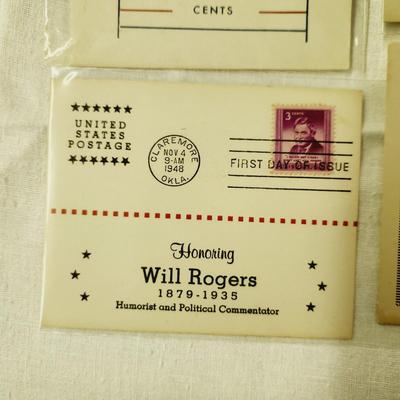 CENTS
★★★★★★
UNITED
STATES
POSTAGE
★★★★★★
CLAREMORE
NOV 4
9-AM
1948
OKLA.
3 CENTS
FIRST DAY OF ISSUE
Honoring
Will Rogers
1879-1935
Humorist and Political Commentator